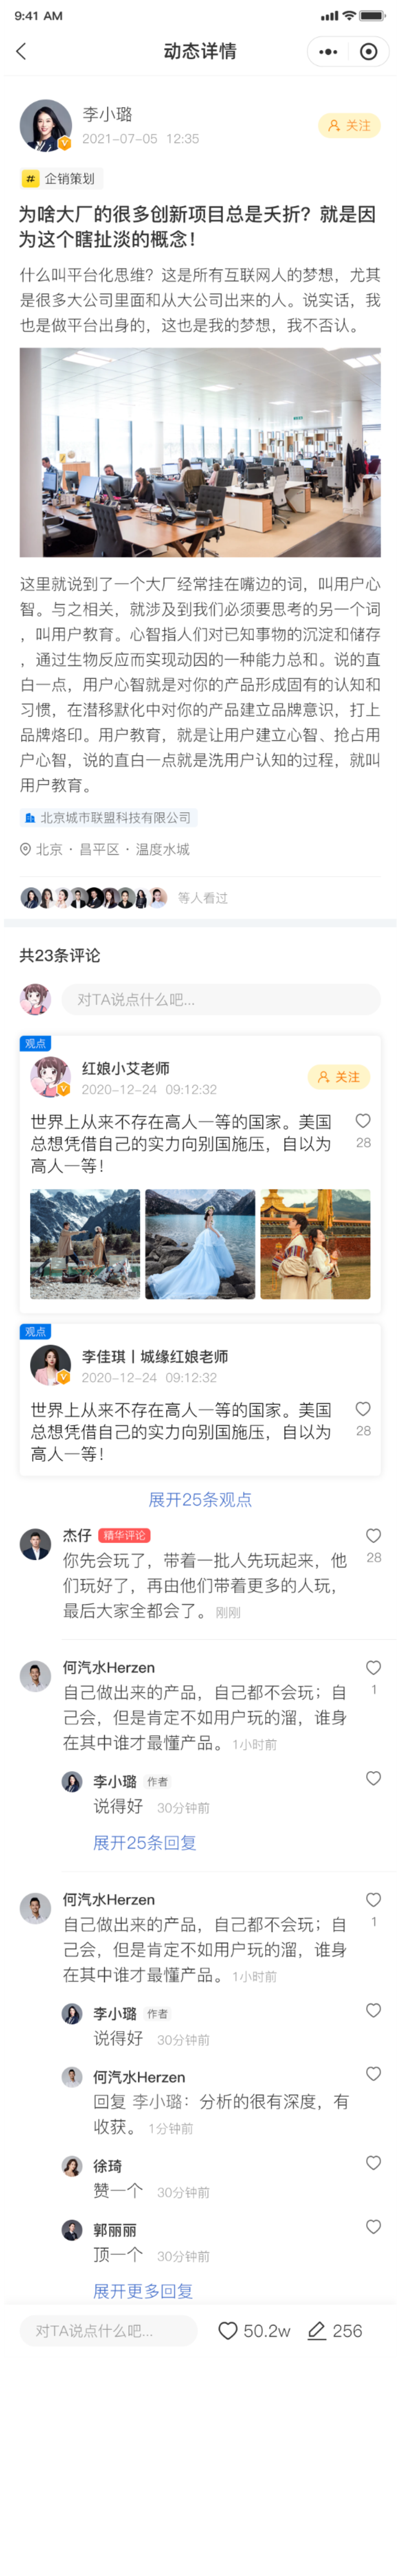 9:41 AM
动态详情
李小璐
2021-07-05 12:35
关注
# 企销策划
为啥大厂的很多创新项目总是夭折？就是因
为这个瞎扯淡的概念！
什么叫平台化思维？这是所有互联网人的梦想，尤其
是很多大公司里面和从大公司出来的人。说实话，我
也是做平台出身的，这也是我的梦想，我不否认。
这里就说到了一个大厂经常挂在嘴边的词，叫用户心
智。与之相关，就涉及到我们必须要思考的另一个词
，叫用户教育。心智指人们对已知事物的沉淀和储存
，通过生物反应而实现动因的一种能力总和。说的直
白一点，用户心智就是对你的产品形成固有的认知和
习惯，在潜移默化中对你的产品建立品牌意识，打上
品牌烙印。用户教育，就是让用户建立心智、抢占用
户心智，说的直白一点就是洗用户认知的过程，就叫
用户教育。
北京城市联盟科技有限公司
北京 · 昌平区 · 温度水城
等人看过
共23条评论
对TA说点什么吧...
观点
红娘小艾老师
2020-12-24 09:12:32
关注
世界上从来不存在高人一等的国家。美国
总想凭借自己的实力向别国施压，自以为
高人一等！
28
观点
李佳琪丨城缘红娘老师
2020-12-24 09:12:32
世界上从来不存在高人一等的国家。美国
总想凭借自己的实力向别国施压，自以为
高人一等！
28
展开25条观点
杰仔 精华评论
你先会玩了，带着一批人先玩起来，他
们玩好了，再由他们带着更多的人玩，
最后大家全都会了。 刚刚
28
何汽水Herzen
自己做出来的产品，自己都不会玩；自
己会，但是肯定不如用户玩的溜，谁身
在其中谁才最懂产品。 1小时前
1
李小璐 作者
说得好 30分钟前
展开25条回复
何汽水Herzen
自己做出来的产品，自己都不会玩；自
己会，但是肯定不如用户玩的溜，谁身
在其中谁才最懂产品。 1小时前
1
李小璐 作者
说得好 30分钟前
何汽水Herzen
回复 李小璐：分析的很有深度，有
收获。 1分钟前
徐琦
赞一个 30分钟前
郭丽丽
顶一个 30分钟前
展开更多回复
对TA说点什么吧...
50.2w
256